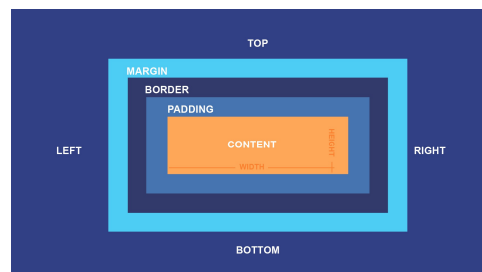 TOP
MARGIN
BORDER
PADDING
CONTENT
HEIGHT
WIDTH
LEFT
RIGHT
BOTTOM